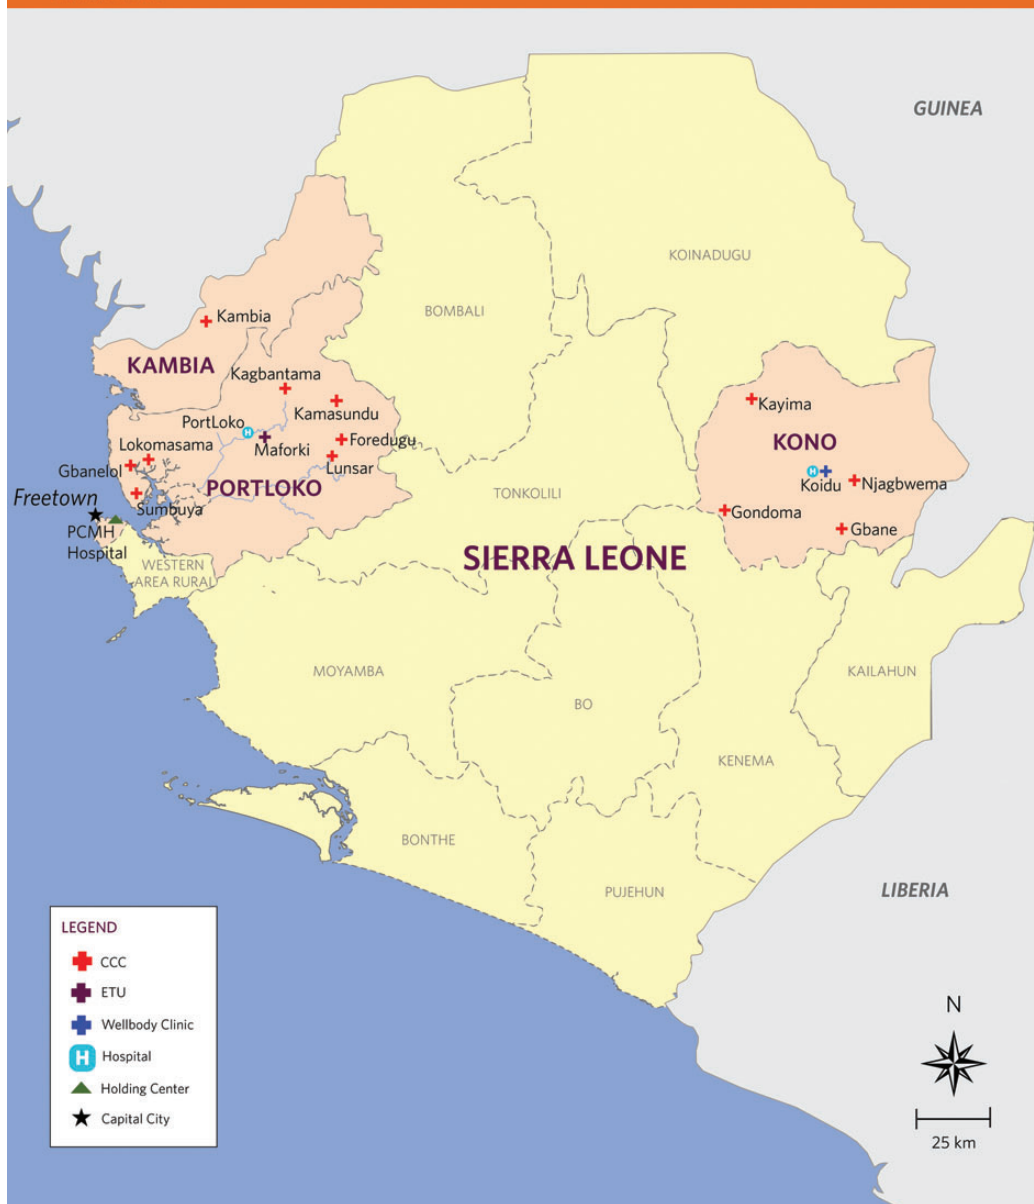 GUINEA
KOINADUGU
BOMBALI
Kambia
KAMBIA
Kagbantama
Kamasundu
PortLoko
Maforki
Foredugu
Lokomasama
Lunsar
Gbanelol
PORTLOKO
Sumbuya
Freetown
PCMH
Hospital
WESTERN
AREA RURAL
Kayima
KONO
Koidu
Njagbwema
Gondoma
Gbane
TONKOLILI
SIERRA LEONE
MOYAMBA
BO
KAILAHUN
KENEMA
BONTHE
PUJEHUN
LIBERIA
LEGEND
CCC
ETU
Wellbody Clinic
H Hospital
Holding Center
Capital City
N
25 km
H
H